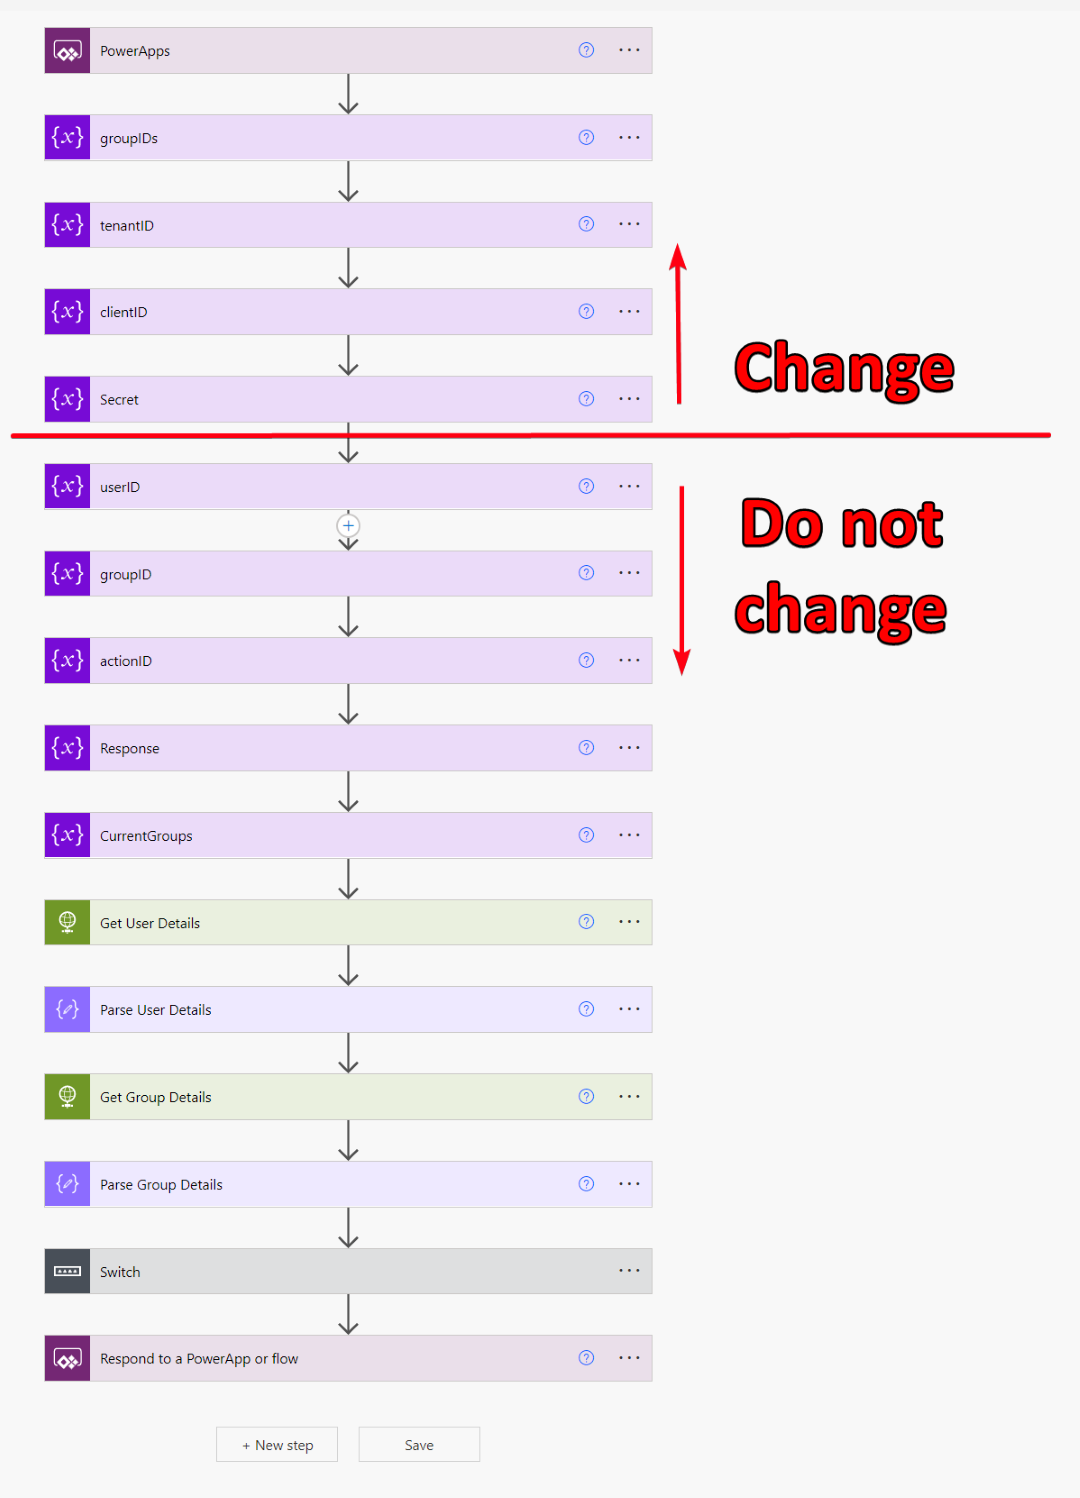 PowerApps
groupIDs
tenantID
clientID
Change
Secret
userID
Do not
change
groupID
actionID
Response
CurrentGroups
Get User Details
Parse User Details
Get Group Details
Parse Group Details
Switch
Respond to a PowerApp or flow
+ New step
Save